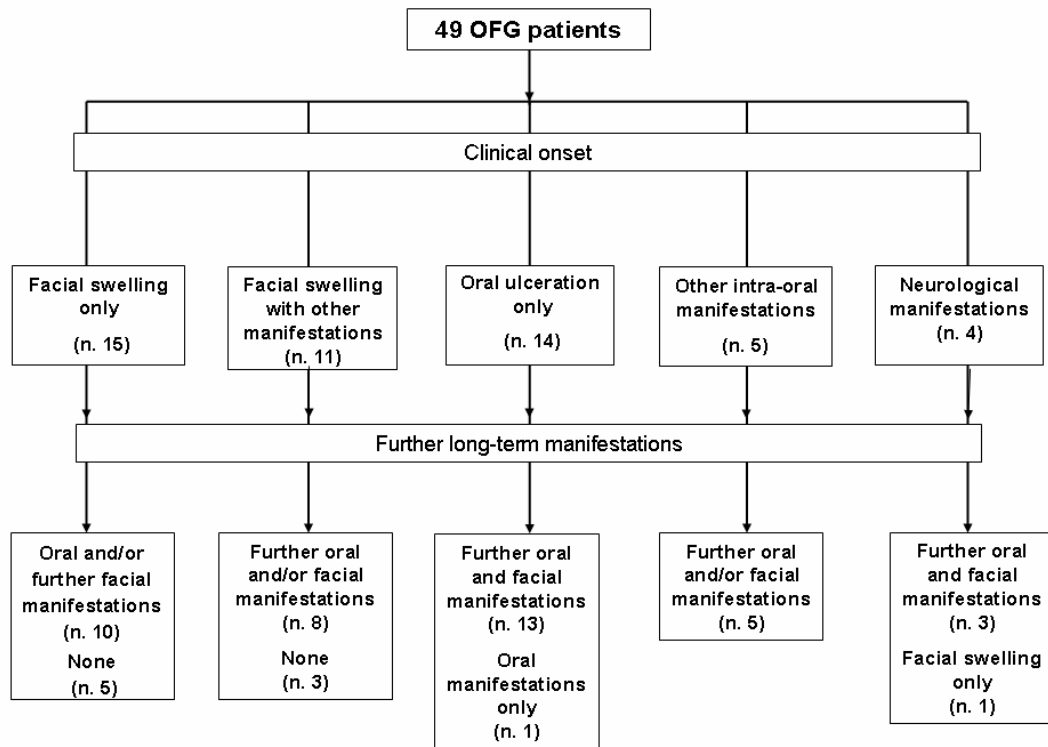 49 OFG patients
Clinical onset
Facial swelling
only
(n. 15)
Facial swelling
with other
manifestations
(n. 11)
Oral ulceration
only
(n. 14)
Other intra-oral
manifestations
(n. 5)
Neurological
manifestations
(n. 4)
Further long-term manifestations
Oral and/or
further facial
manifestations
(n. 10)
None
(n. 5)
Further oral
and/or facial
manifestations
(n. 8)
None
(n. 3)
Further oral
and facial
manifestations
(n. 13)
Oral
manifestations
only
(n. 1)
Further oral
and/or facial
manifestations
(n. 5)
Further oral
and facial
manifestations
(n. 3)
Facial swelling
only
(n. 1)